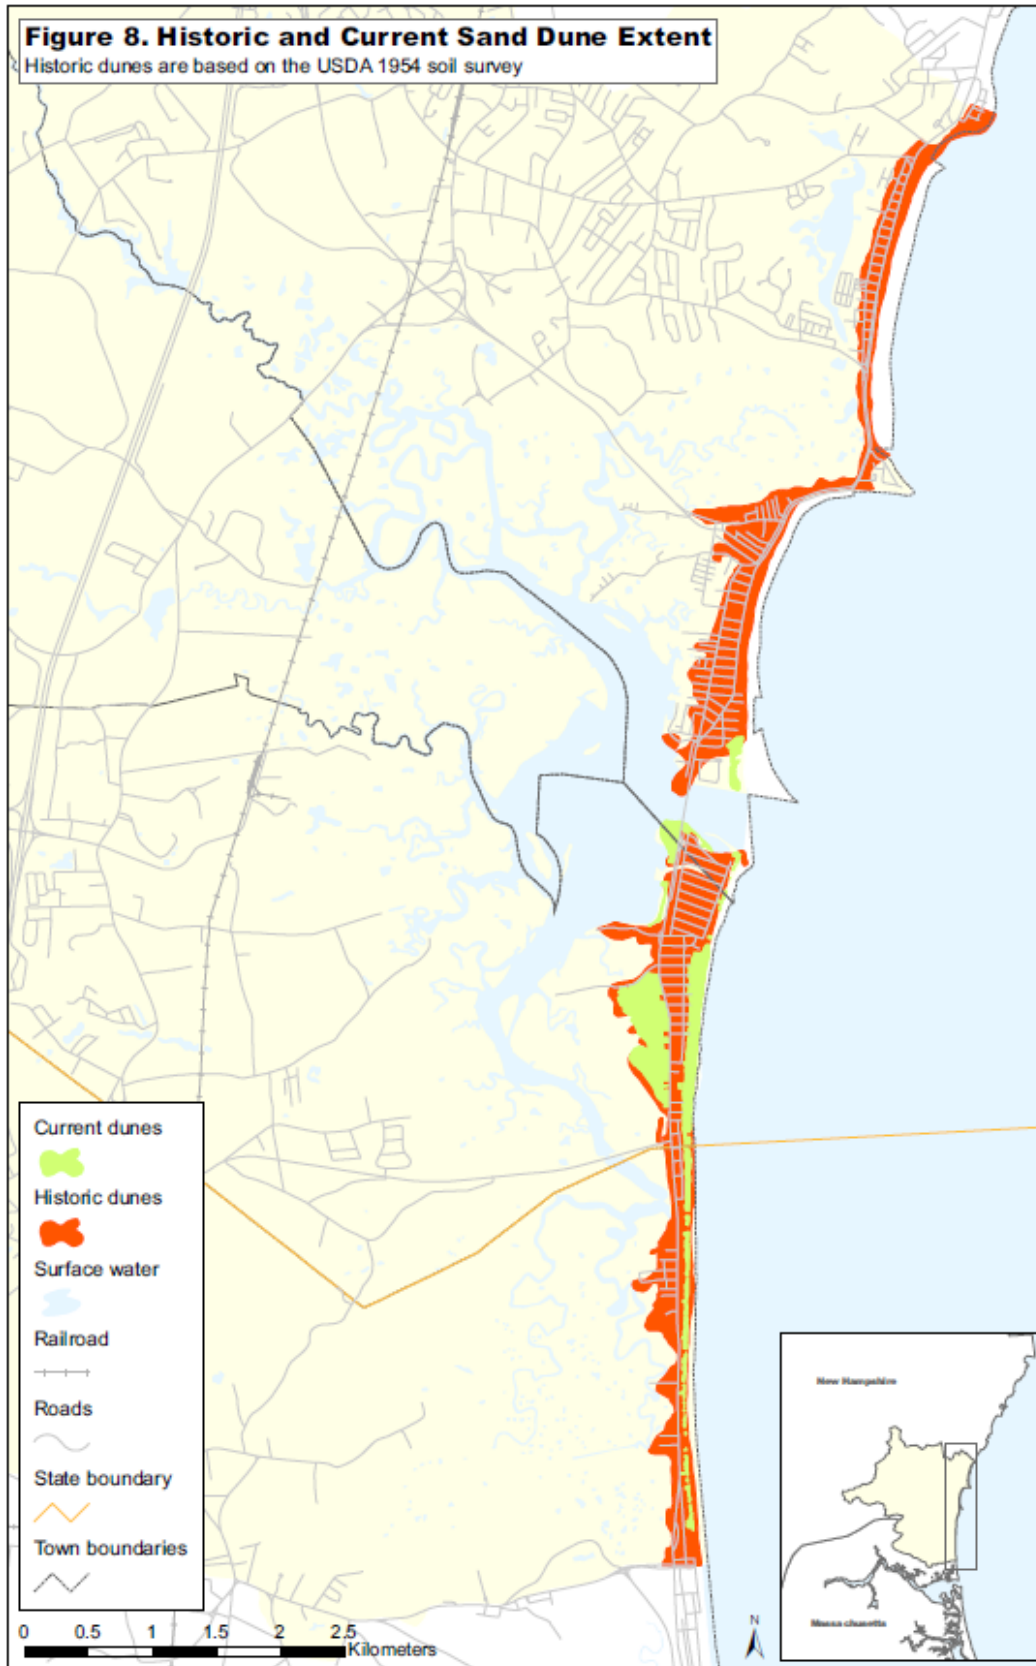 Figure 8. Historic and Current Sand Dune Extent
Historic dunes are based on the USDA 1954 soil survey
Current dunes
Historic dunes
Surface water
Railroad
Roads
State boundary
Town boundaries
0 0.5 1 1.5 2 2.5
Kilometers
N
New Hampshire
Massachusetts